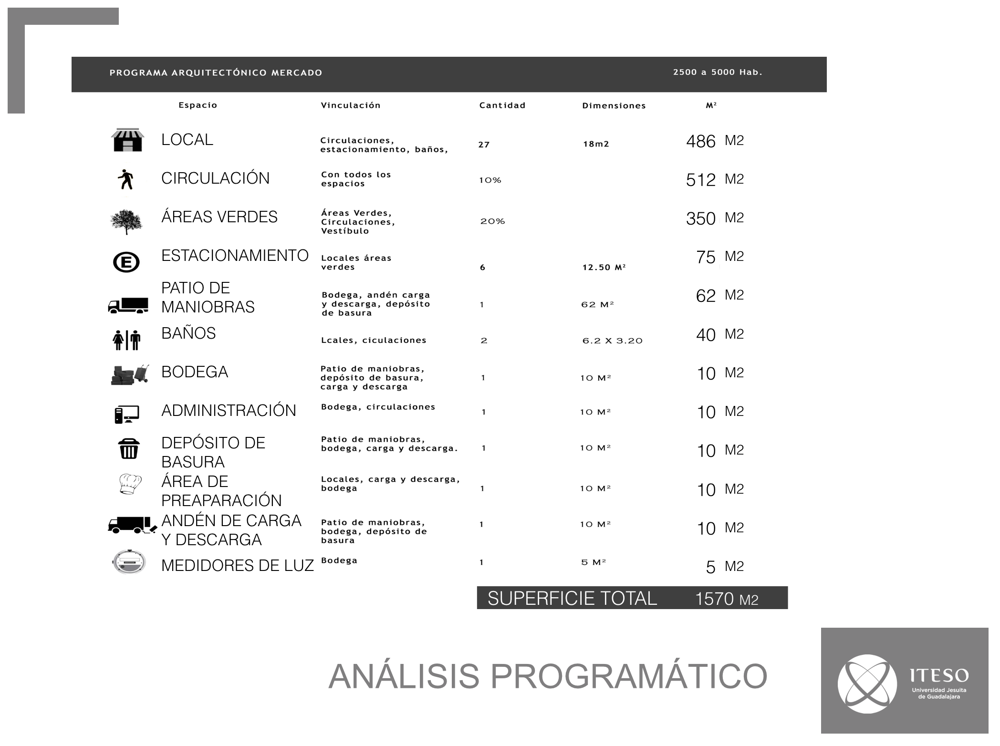 PROGRAMA ARQUITECTÓNICO MERCADO 2500 a 5000 Hab.
Espacio Vinculación Cantidad Dimensiones M²
LOCAL Circulaciones,
estacionamiento, baños, 27 18m2 486 M2
CIRCULACIÓN Con todos los
espacios 10% 512 M2
ÁREAS VERDES Áreas Verdes,
Circulaciones,
Vestíbulo 20% 350 M2
E ESTACIONAMIENTO Locales áreas
verdes 6 12.50 M² 75 M2
PATIO DE
MANIOBRAS Bodega, andén carga
y descarga, depósito
de basura 1 62 M² 62 M2
BAÑOS Lcales, ciculaciones 2 6.2 X 3.20 40 M2
BODEGA Patio de maniobras,
depósito de basura,
carga y descarga 1 10 M² 10 M2
ADMINISTRACIÓN Bodega, circulaciones 1 10 M² 10 M2
DEPÓSITO DE
BASURA Patio de maniobras,
bodega, carga y descarga. 1 10 M² 10 M2
ÁREA DE
PREAPARACIÓN Locales, carga y descarga,
bodega 1 10 M² 10 M2
ANDÉN DE CARGA
Y DESCARGA Patio de maniobras,
bodega, depósito de
basura 1 10 M² 10 M2
MEDIDORES DE LUZ Bodega 1 5 M² 5 M2
SUPERFICIE TOTAL 1570 M2
ANÁLISIS PROGRAMÁTICO
ITESO
Universidad Jesuita
de Guadalajara